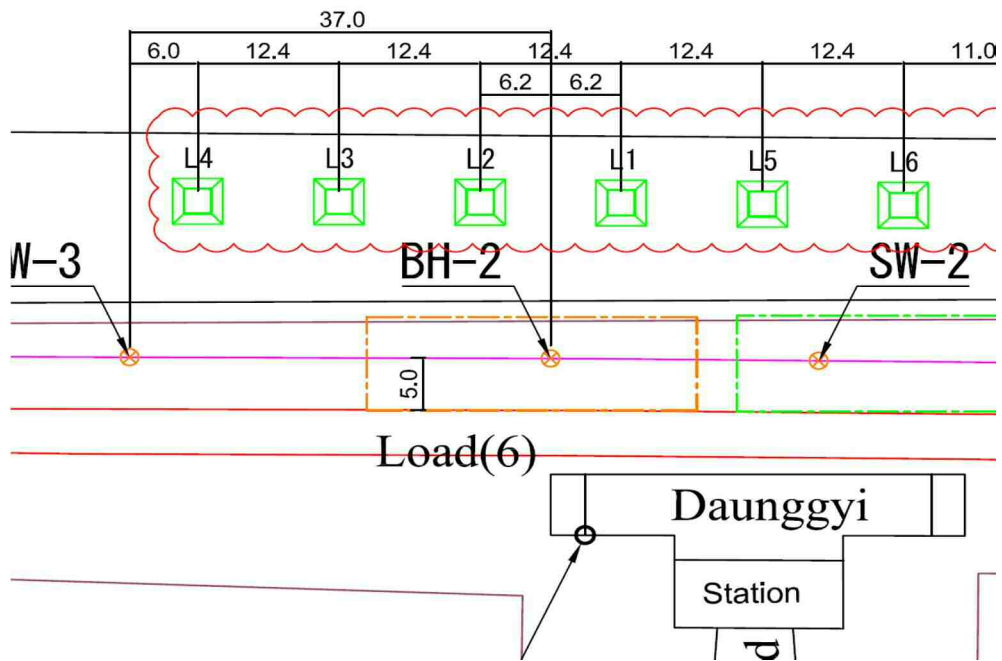 37.0
6.0 12.4 12.4 12.4 12.4 12.4 11.0
6.2 6.2
L4 L3 L2 L1 L5 L6
W-3 BH-2 SW-2
5.0
Load(6)
Daunggyi
Station
d